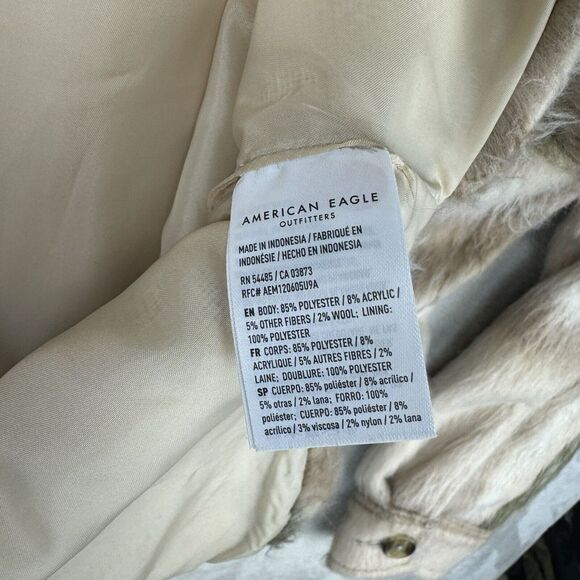 AMERICAN EAGLE
OUTFITTERS
MADE IN INDONESIA / FABRIQUÉ EN
INDONÉSIE / HECHO EN INDONESIA
RN 54485 / CA 03873
RFC# AEM120605U9A
EN BODY: 85% POLYESTER / 8% ACRYLIC /
5% OTHER FIBERS / 2% WOOL; LINING:
100% POLYESTER
FR CORPS: 85% POLYESTER / 8%
ACRYLIQUE / 5% AUTRES FIBRES / 2%
LAINE; DOUBLURE: 100% POLYESTER
SP CUERPO: 85% poliéster / 8% acrílico /
5% otras / 2% lana; FORRO: 100%
poliéster; CUERPO: 85% poliéster / 8%
acrílico / 3% viscosa / 2% nylon / 2% lana